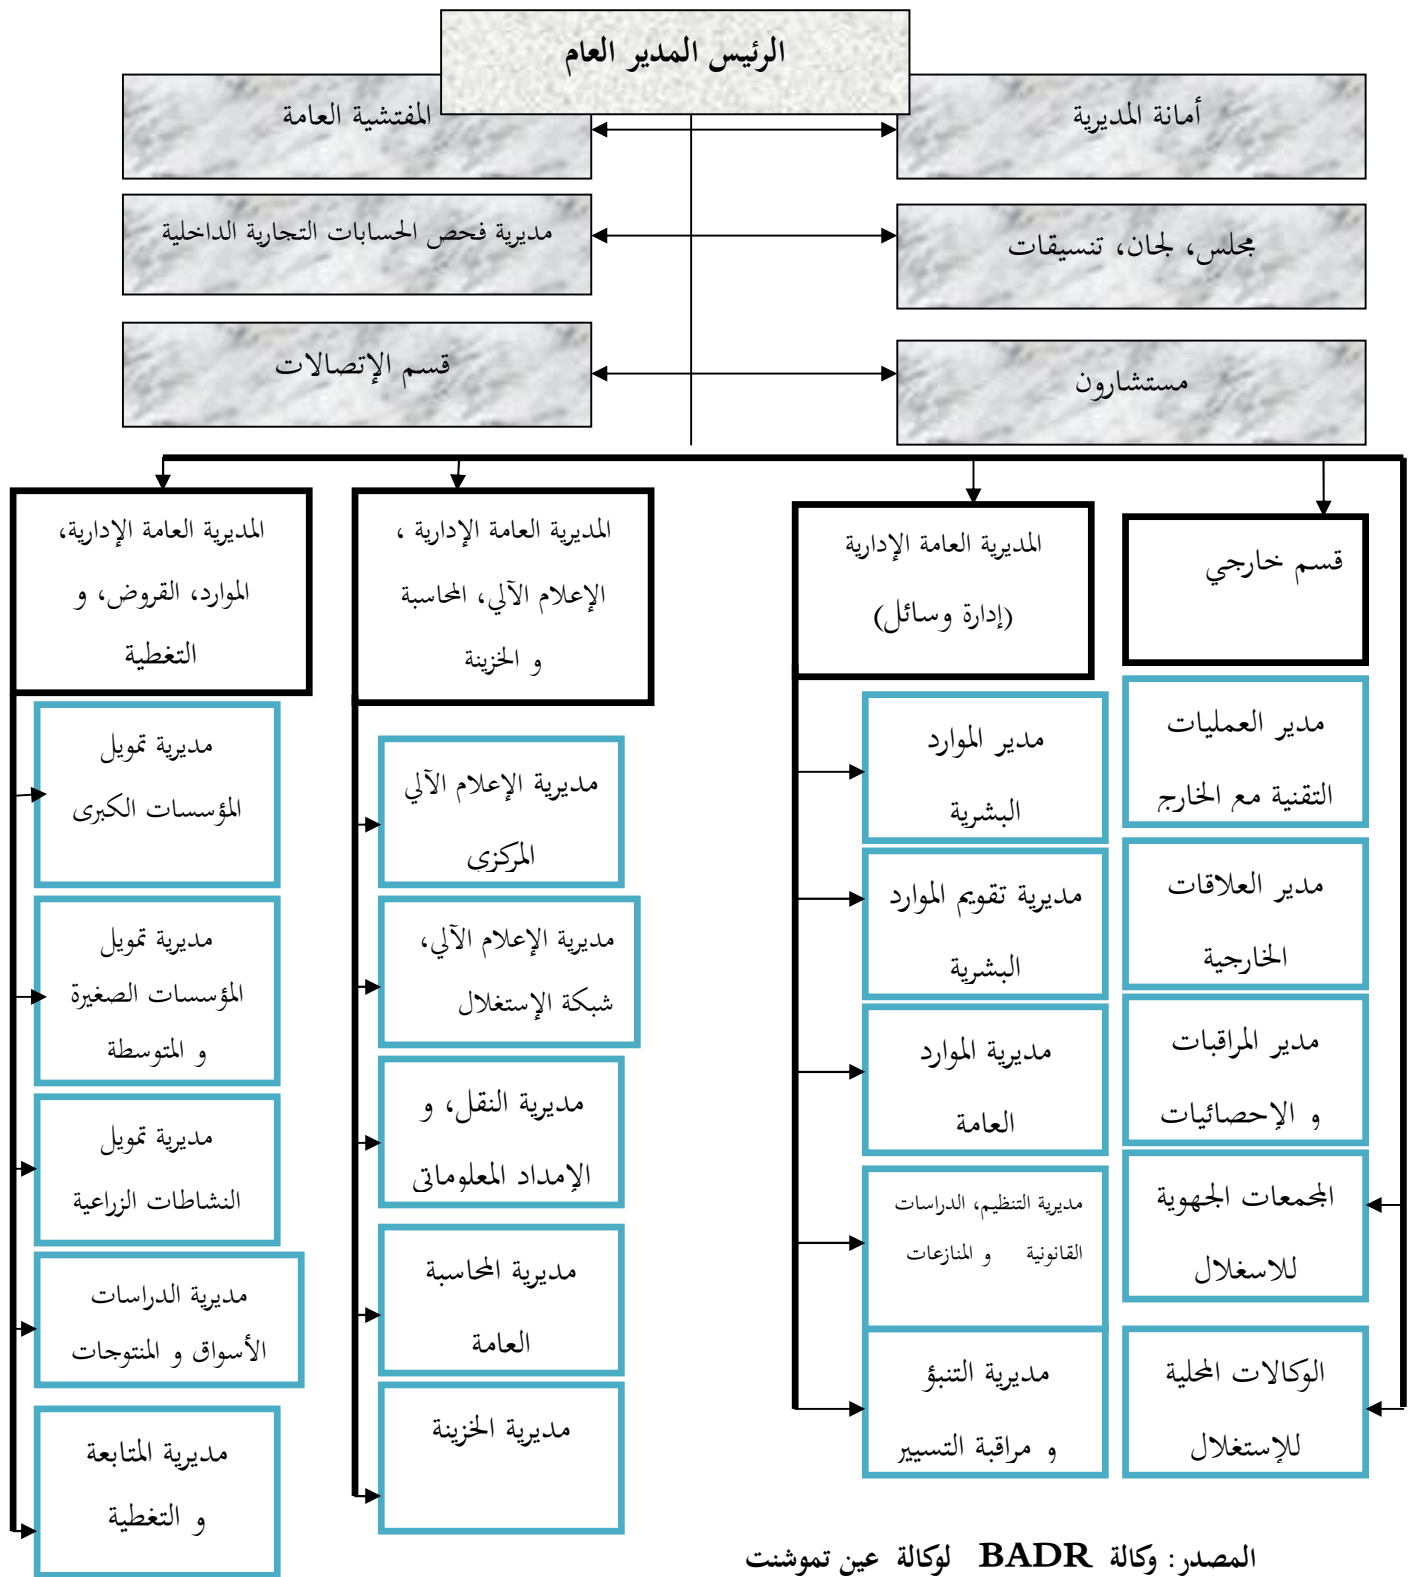 الرئيس المدير العام
أمانة المديرية
المفتشية العامة
مجلس، لجان، تنسيقات
مديرية فحص الحسابات التجارية الداخلية
مستشارون
قسم الإتصالات
قسم خارجي
مدير العمليات
التقنية مع الخارج
مدير العلاقات
الخارجية
مدير المراقبات
و الإحصائيات
المجمعات الجهوية
للاسغلال
الوكالات المحلية
للإستغلال
المديرية العامة الإدارية
(إدارة وسائل)
مدير الموارد
البشرية
مديرية تقويم الموارد
البشرية
مديرية الموارد
العامة
مديرية التنظيم، الدراسات
القانونية و المنازعات
مديرية التنبؤ
و مراقبة التسيير
المديرية العامة الإدارية ،
الإعلام الآلي، المحاسبة
و الخزينة
مديرية الإعلام الآلي
المركزي
مديرية الإعلام الآلي،
شبكة الإستغلال
مديرية النقل، و
الإمداد المعلوماتي
مديرية المحاسبة
العامة
مديرية الخزينة
المديرية العامة الإدارية،
الموارد، القروض، و
التغطية
مديرية تمويل
المؤسسات الكبرى
مديرية تمويل
المؤسسات الصغيرة
و المتوسطة
مديرية تمويل
النشاطات الزراعية
مديرية الدراسات
الأسواق و المنتوجات
مديرية المتابعة
و التغطية
المصدر: وكالة BADR لوكالة عين تموشنت